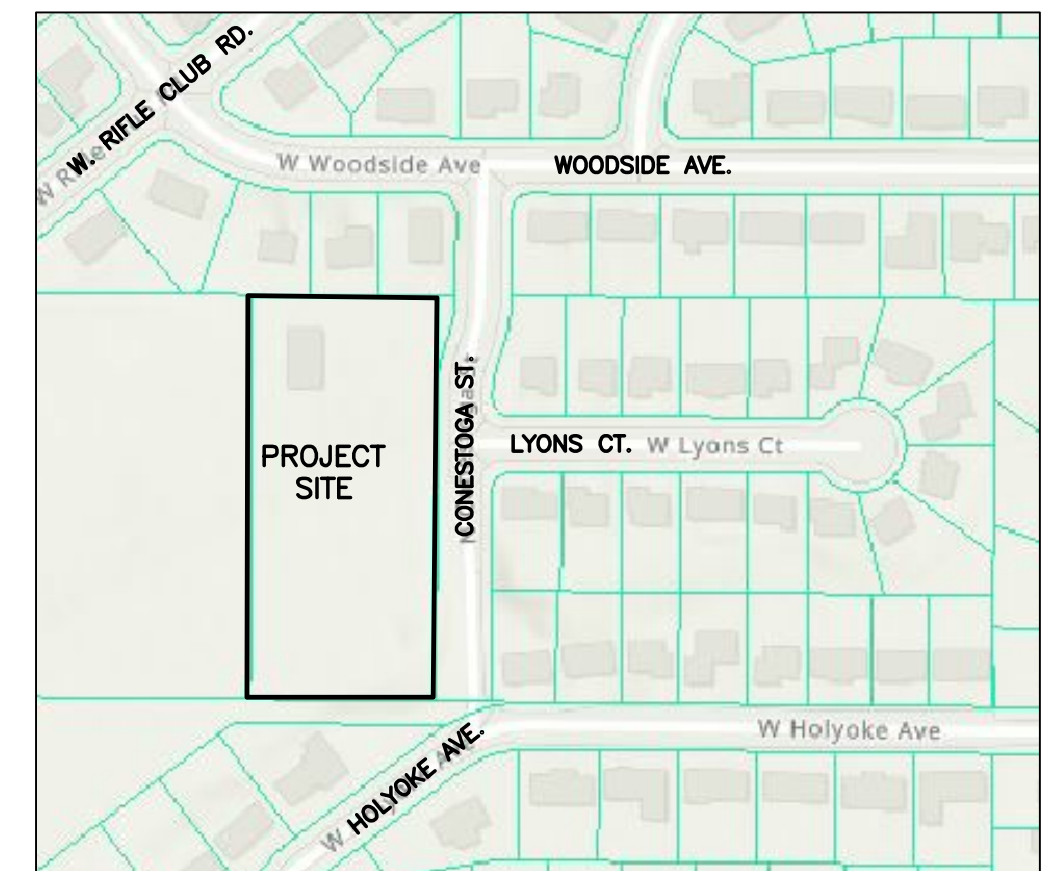 W. RIFLE CLUB RD.
W Woodside Ave
WOODSIDE AVE.
CONESTOGA ST.
LYONS CT.
W Lyons Ct
PROJECT
SITE
W Holyoke Ave
W HOLYOKE AVE.